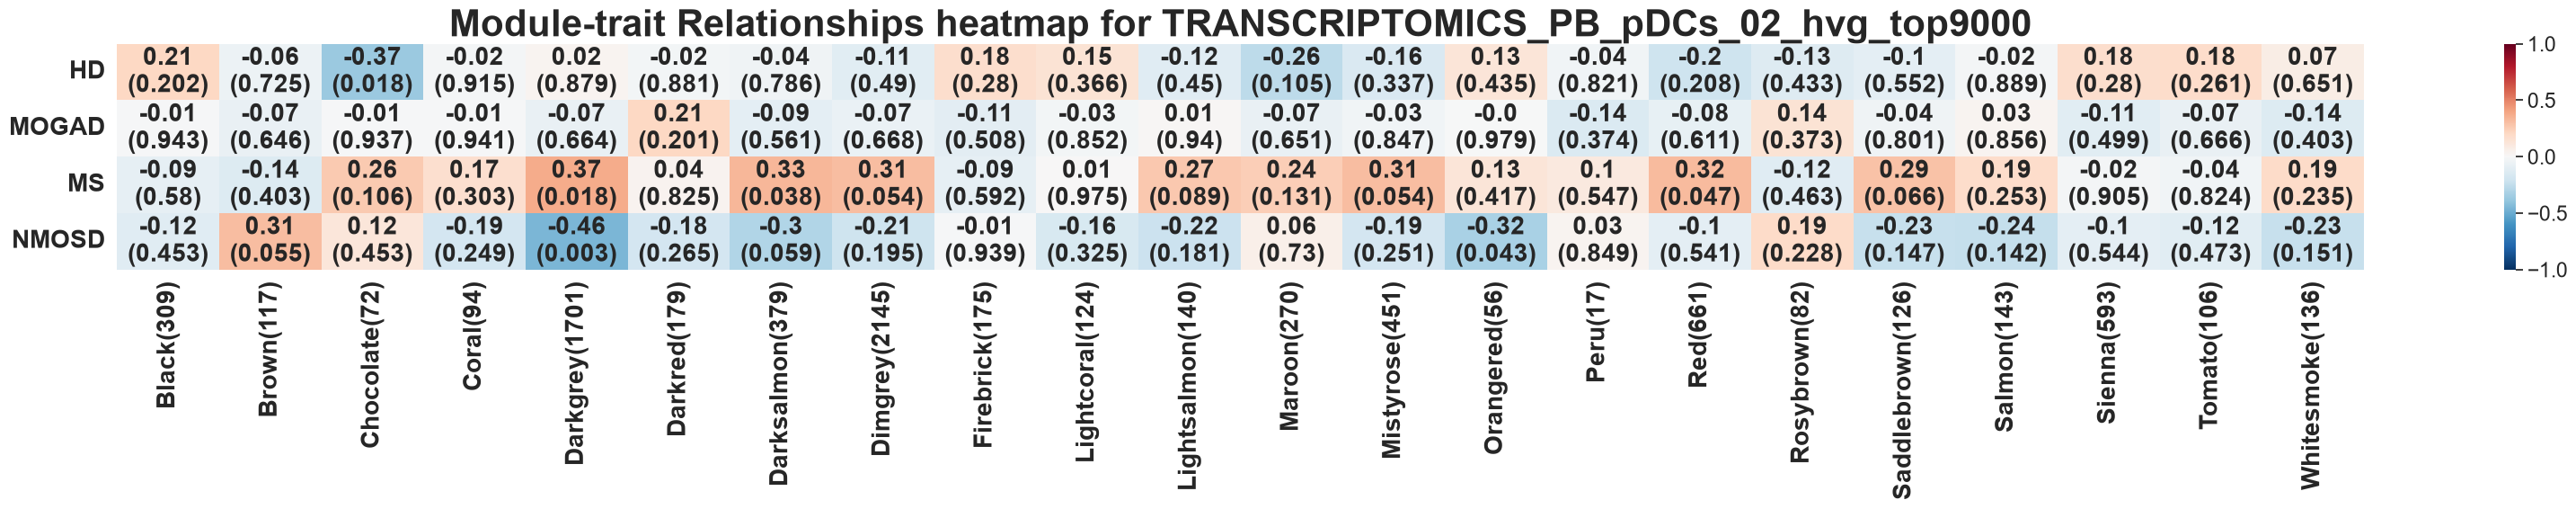 Module-trait Relationships heatmap for TRANSCRIPTOMICS_PB_pDCs_02_hvg_top9000
HD
0.21 -0.06 -0.37 -0.02 0.02 -0.02 -0.04 -0.11 0.18 0.15 -0.12 -0.26 -0.16 0.13 -0.04 -0.2 -0.13 -0.1 -0.02 0.18 0.18 0.07
(0.202) (0.725) (0.018) (0.915) (0.879) (0.881) (0.786) (0.49) (0.28) (0.366) (0.45) (0.105) (0.337) (0.435) (0.821) (0.208) (0.433) (0.552) (0.889) (0.28) (0.261) (0.651)
MOGAD
-0.01 -0.07 -0.01 -0.01 -0.07 0.21 -0.09 -0.07 -0.11 -0.03 0.01 -0.07 -0.03 -0.0 -0.14 -0.08 0.14 -0.04 0.03 -0.11 -0.07 -0.14
(0.943) (0.646) (0.937) (0.941) (0.664) (0.201) (0.561) (0.668) (0.508) (0.852) (0.94) (0.651) (0.847) (0.979) (0.374) (0.611) (0.373) (0.801) (0.856) (0.499) (0.666) (0.403)
MS
-0.09 -0.14 0.26 0.17 0.37 0.04 0.33 0.31 -0.09 0.01 0.27 0.24 0.31 0.13 0.1 0.32 -0.12 0.29 0.19 -0.02 -0.04 0.19
(0.58) (0.403) (0.106) (0.303) (0.018) (0.825) (0.038) (0.054) (0.592) (0.975) (0.089) (0.131) (0.054) (0.417) (0.547) (0.047) (0.463) (0.066) (0.253) (0.905) (0.824) (0.235)
NMOSD
-0.12 0.31 0.12 -0.19 -0.46 -0.18 -0.3 -0.21 -0.01 -0.16 -0.22 0.06 -0.19 -0.32 0.03 -0.1 0.19 -0.23 -0.24 -0.1 -0.12 -0.23
(0.453) (0.055) (0.453) (0.249) (0.003) (0.265) (0.059) (0.195) (0.939) (0.325) (0.181) (0.73) (0.251) (0.043) (0.849) (0.541) (0.228) (0.147) (0.142) (0.544) (0.473) (0.151)
Black(309)
Brown(117)
Chocolate(72)
Coral(94)
Darkgrey(1701)
Darkred(179)
Darksalmon(379)
Dimgrey(2145)
Firebrick(175)
Lightcoral(124)
Lightsalmon(140)
Maroon(270)
Mistyrose(451)
Orangered(56)
Peru(17)
Red(661)
Rosybrown(82)
Saddlebrown(126)
Salmon(143)
Sienna(593)
Tomato(106)
Whitesmoke(136)
1.0
0.5
0.0
−0.5
−1.0